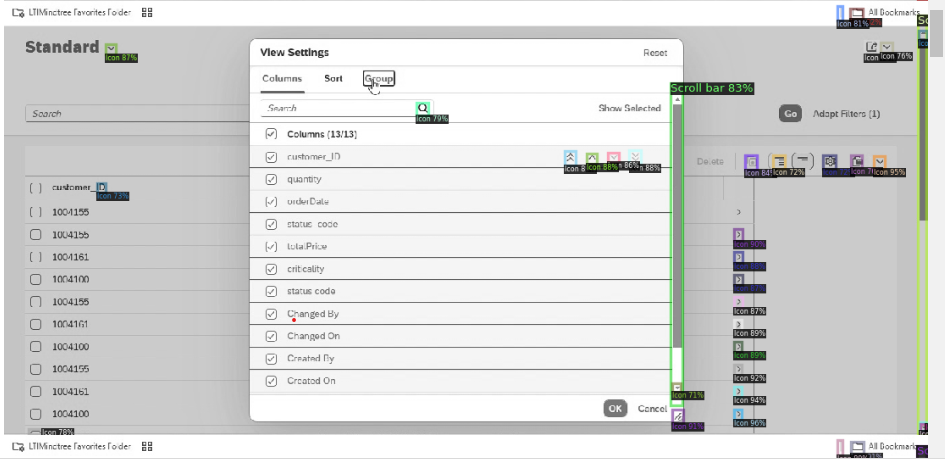 LTIMindtree Favorites Folder All Bookmarks
Icon 81%
Standard
Icon 87%
Icon 76%
View Settings Reset
Columns Sort Group
Scroll bar 83%
Search
Icon 79%
Show Selected
Search
Go Adapt Filters (1)
Columns (13/13)
customer_ID
88% 86% 88%
Delete
Icon 72% Icon 95%
quantity
customer_ID
Icon 73%
orderDate
1004155
status_code
1004155
Icon 90%
totalPrice
1004161
criticality
1004100
status code
1004155
Icon 87%
Changed By
1004161
Icon 89%
Changed On
1004100
Icon 89%
Created By
1004155
Icon 92%
Created On
1004161
Icon 71%
Icon 94%
OK Cancel
1004100
Icon 91%
Icon 96%
Icon 78%
LTIMindtree Favorites Folder All Bookmarks